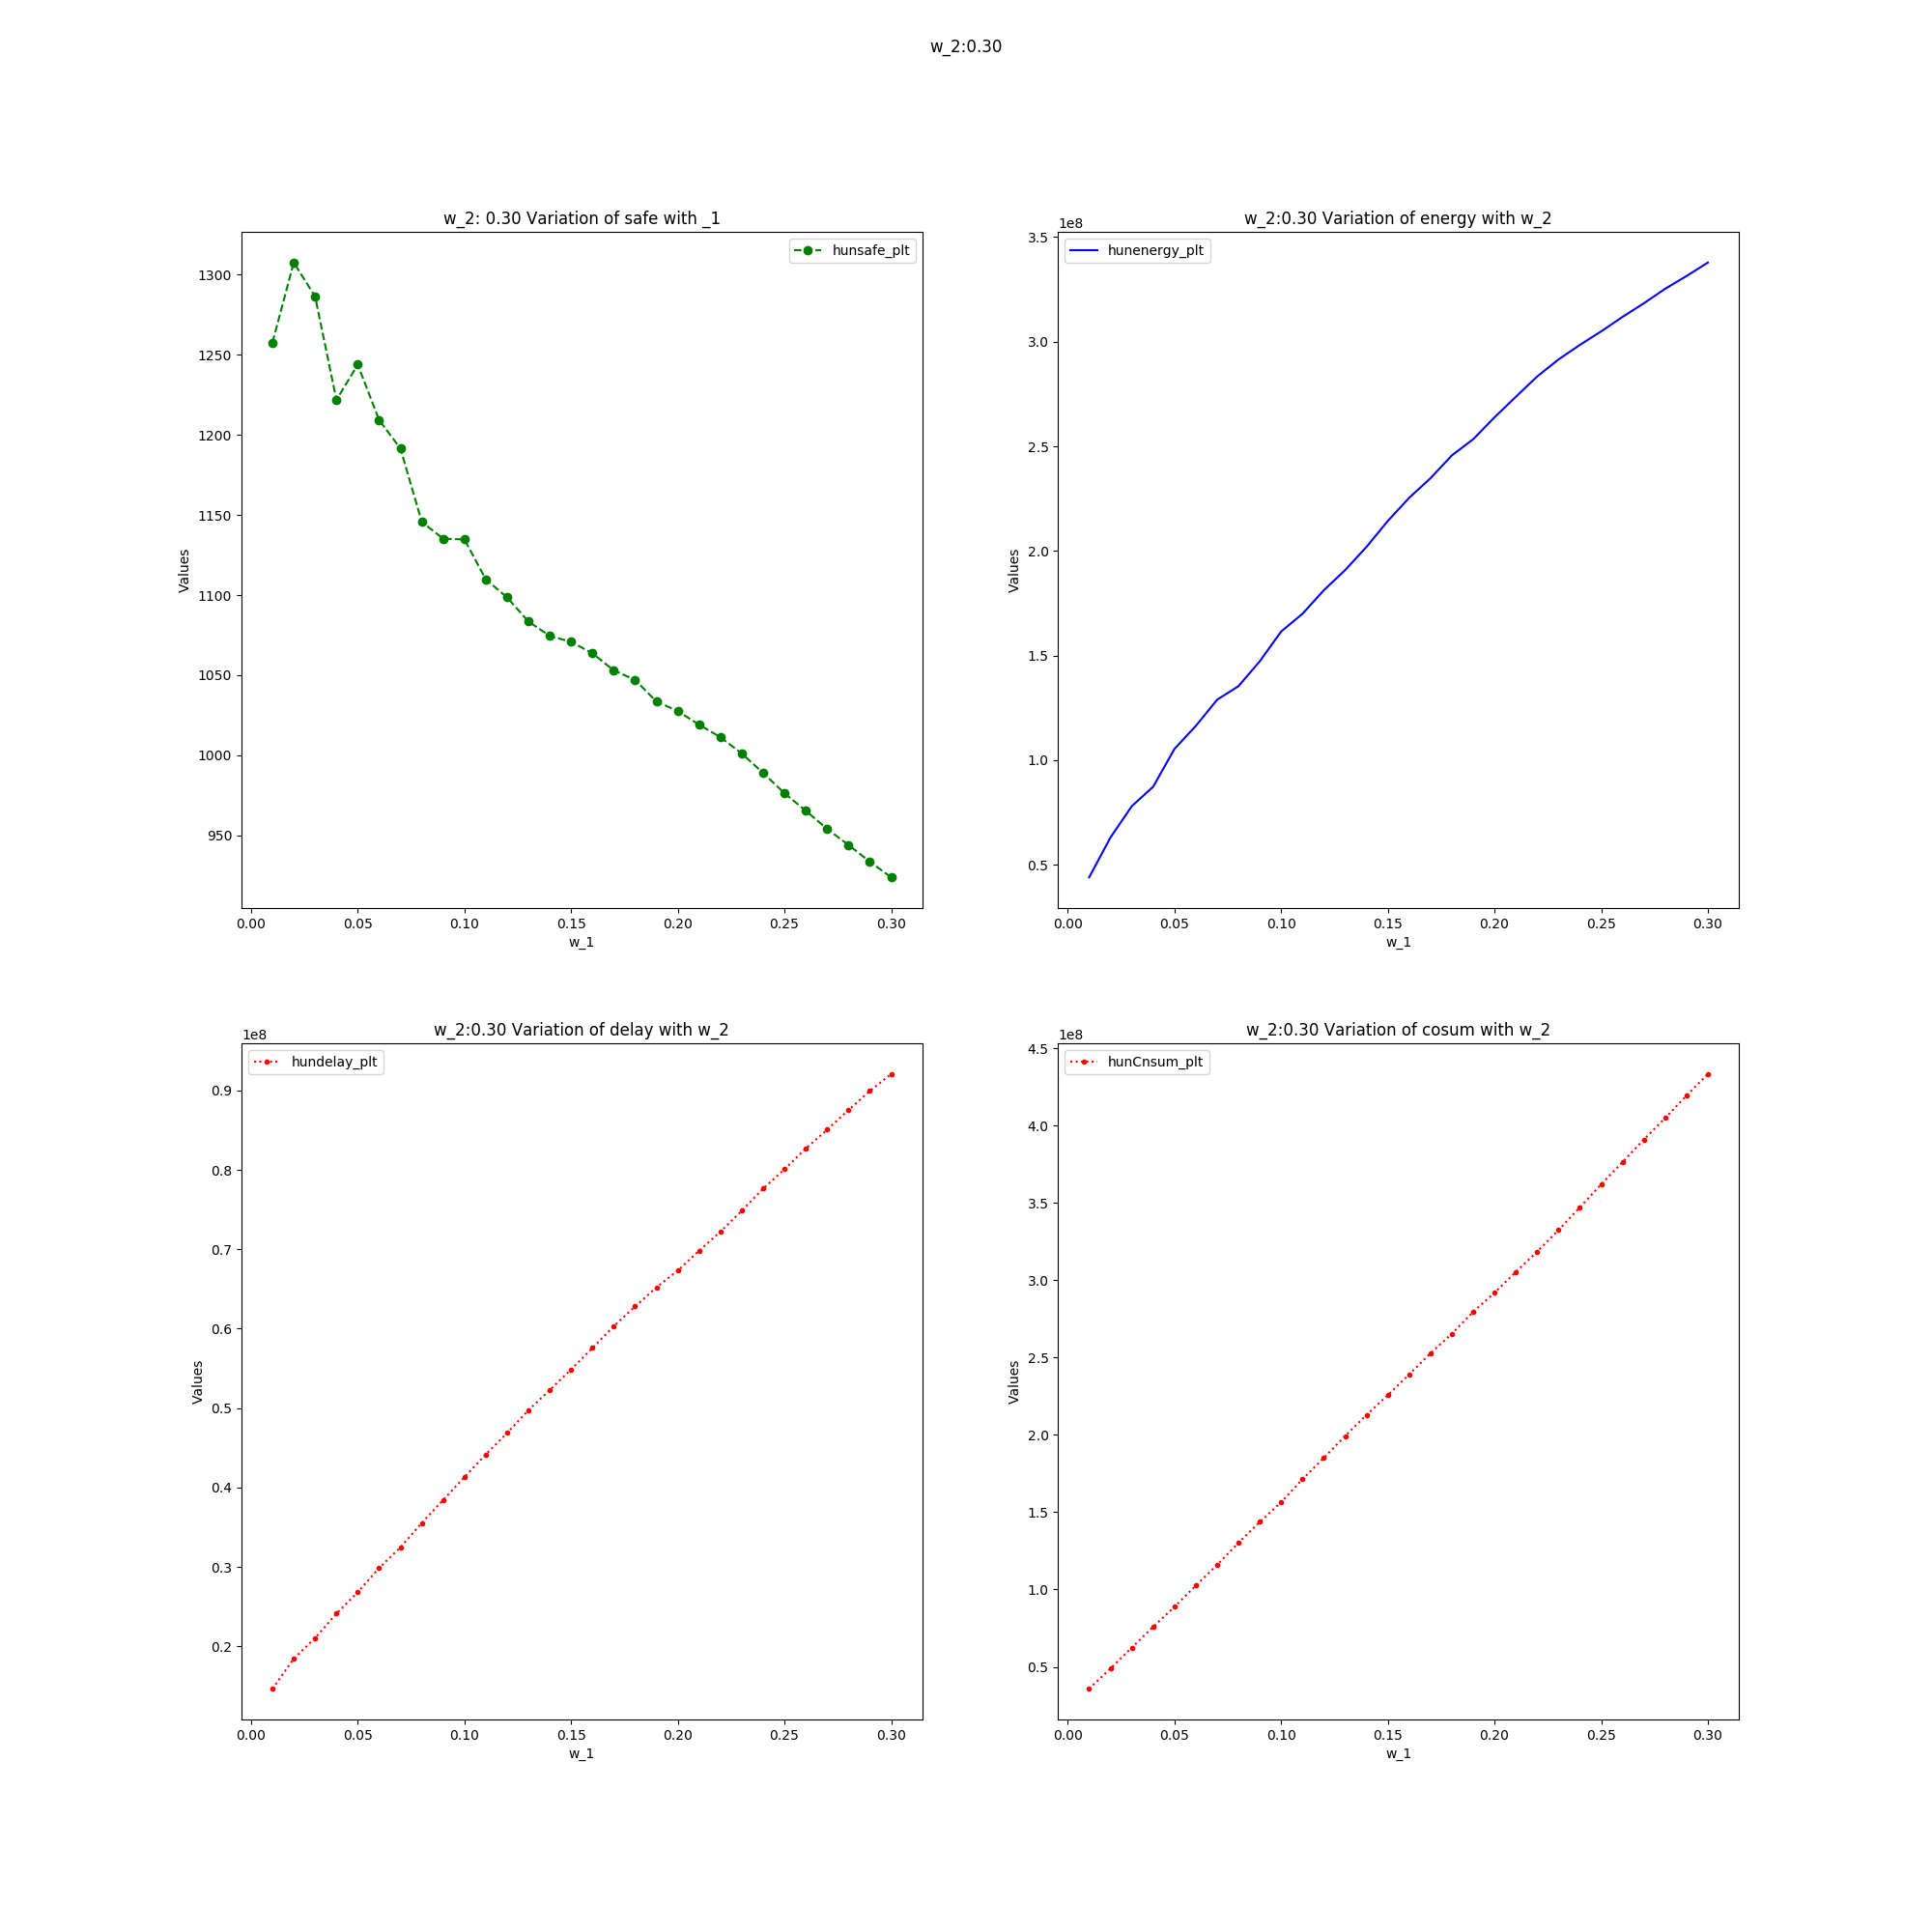 w_2:0.30
w_2: 0.30 Variation of safe with _1
hunsafe_plt
Values
1300
1250
1200
1150
1100
1050
1000
950
0.00 0.05 0.10 0.15 0.20 0.25 0.30
w_1
w_2:0.30 Variation of energy with w_2
1e8
hunenergy_plt
Values
3.5
3.0
2.5
2.0
1.5
1.0
0.5
0.00 0.05 0.10 0.15 0.20 0.25 0.30
w_1
w_2:0.30 Variation of delay with w_2
1e8
hundelay_plt
Values
0.9
0.8
0.7
0.6
0.5
0.4
0.3
0.2
0.00 0.05 0.10 0.15 0.20 0.25 0.30
w_1
w_2:0.30 Variation of cosum with w_2
1e8
hunCnsum_plt
Values
4.5
4.0
3.5
3.0
2.5
2.0
1.5
1.0
0.5
0.00 0.05 0.10 0.15 0.20 0.25 0.30
w_1